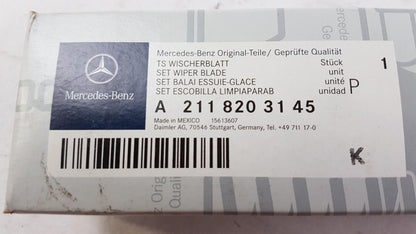 Mercedes-Benz Original-Teile/ Geprüfte Qualität
TS WISCHERBLATT Stück 1
SET WIPER BLADE unit
SET BALAI ESSUIE-GLACE unité P
SET ESCOBILLA LIMPIAPARAB unidad
Mercedes-Benz
A 211 820 31 45
Made in MEXICO 15613607
Daimler AG, 70546 Stuttgart, Germany, Tel. +49 711 17-0
K